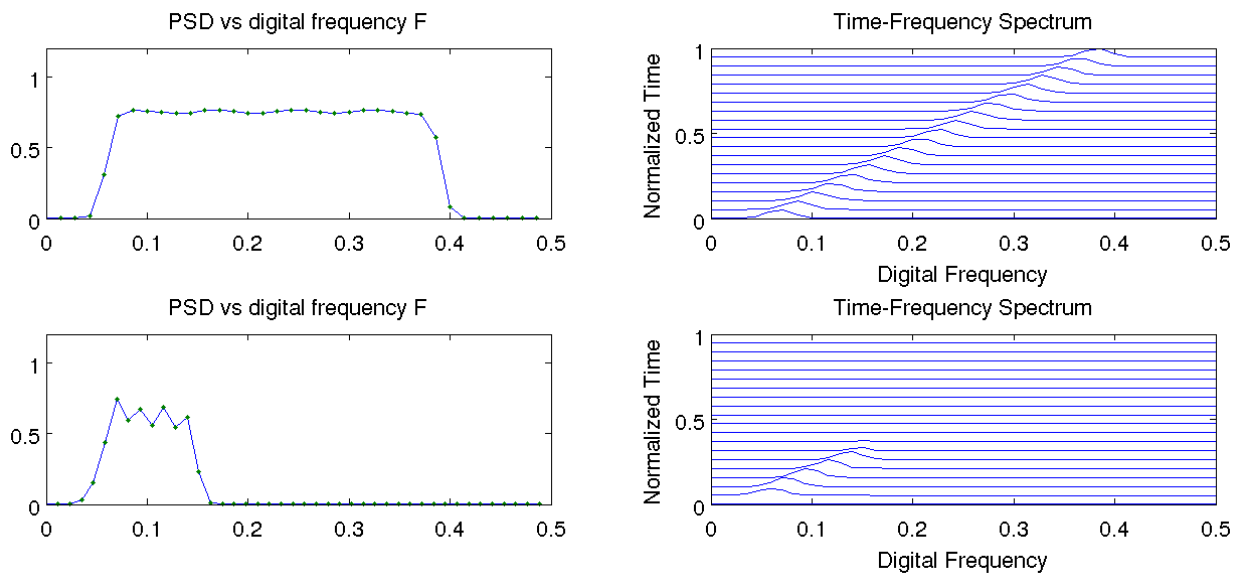 PSD vs digital frequency F
1
0.5
0
0 0.1 0.2 0.3 0.4 0.5
Time-Frequency Spectrum
Normalized Time
1
0.5
0
0 0.1 0.2 0.3 0.4 0.5
Digital Frequency
PSD vs digital frequency F
1
0.5
0
0 0.1 0.2 0.3 0.4 0.5
Time-Frequency Spectrum
Normalized Time
1
0.5
0
0 0.1 0.2 0.3 0.4 0.5
Digital Frequency